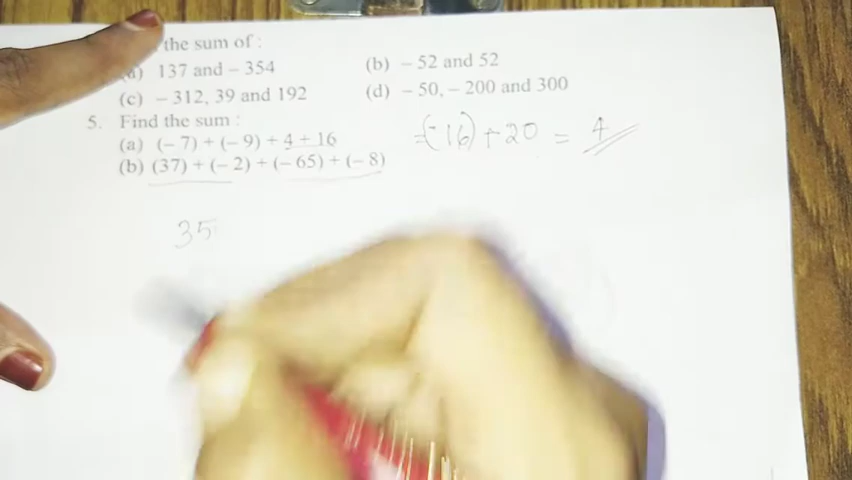 the sum of :
(a) 137 and – 354
(b) – 52 and 52
(c) – 312, 39 and 192
(d) – 50, – 200 and 300
5. Find the sum :
(a) (– 7) + (– 9) + 4 + 16
=(-16)+20 = 4
(b) (37) + (– 2) + (– 65) + (– 8)
35